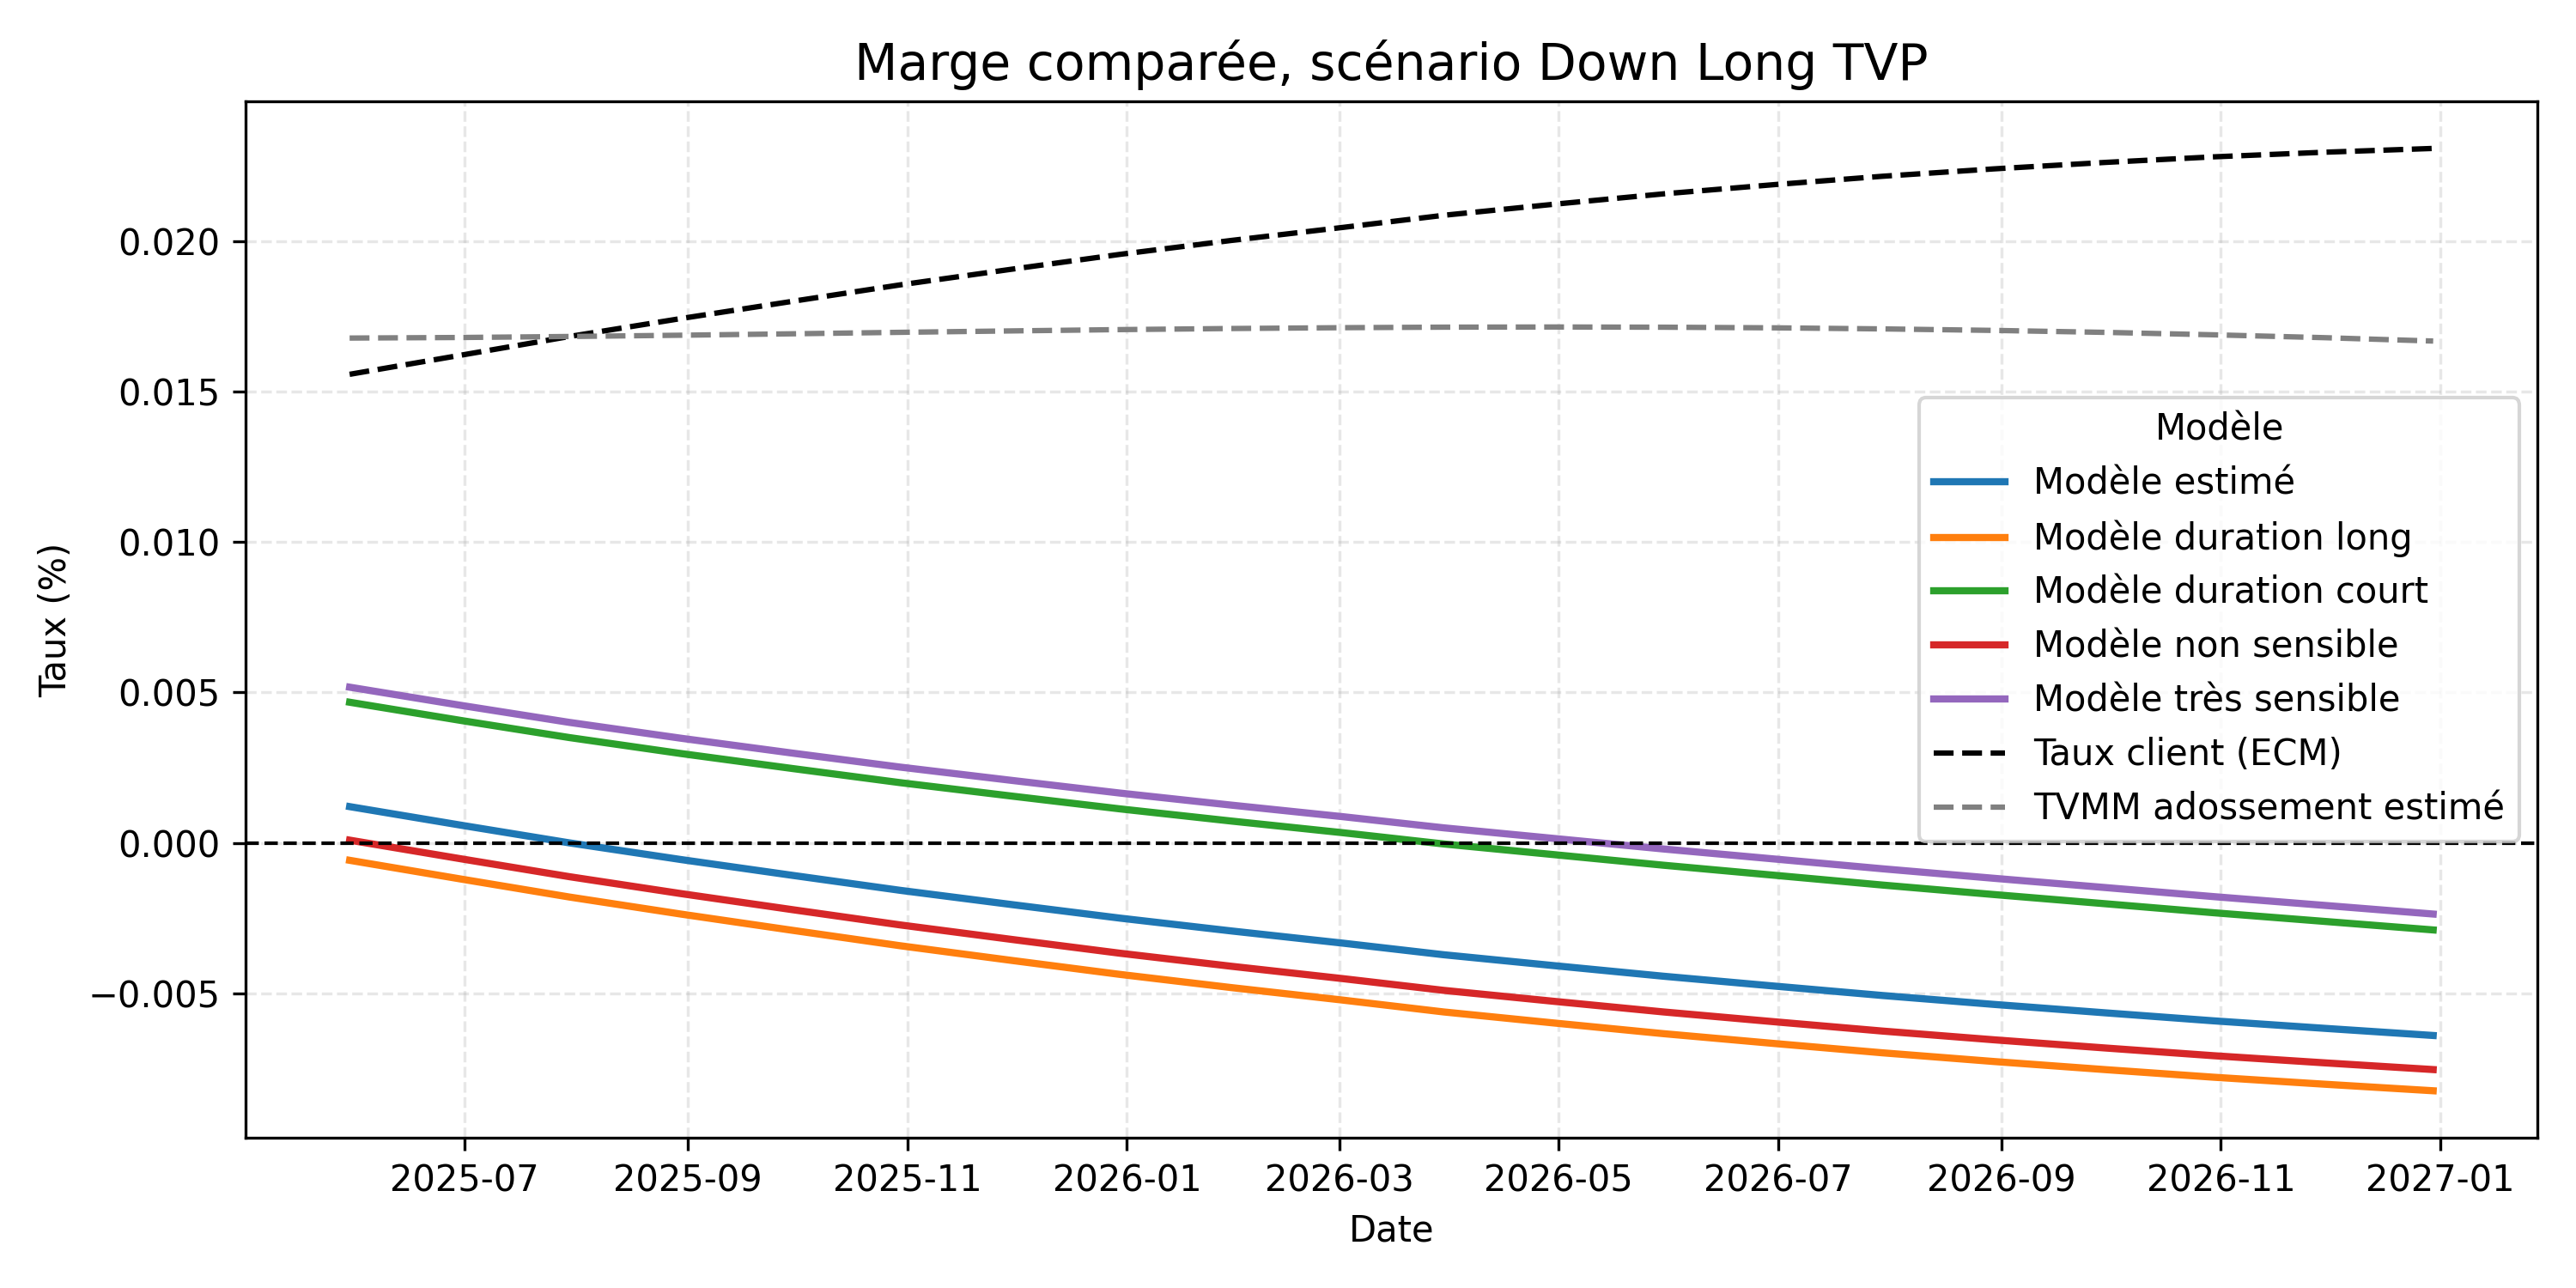 Marge comparée, scénario Down Long TVP
Taux (%)
0.020
0.015
0.010
0.005
0.000
−0.005
Modèle
Modèle estimé
Modèle duration long
Modèle duration court
Modèle non sensible
Modèle très sensible
Taux client (ECM)
TVMM adossement estimé
2025-07 2025-09 2025-11 2026-01 2026-03 2026-05 2026-07 2026-09 2026-11 2027-01
Date